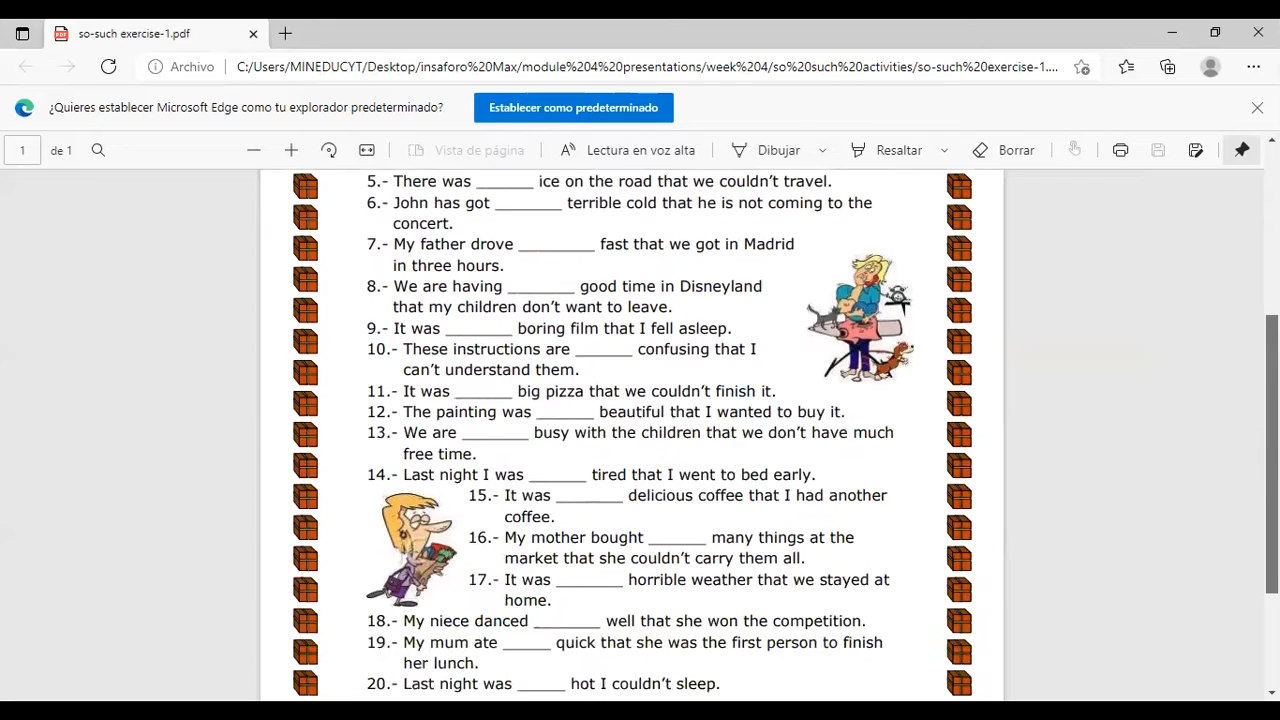 so-such exercise-1.pdf
Archivo C:/Users/MINEDUCYT/Desktop/insaforo%20Max/module%204%20presentations/week%204/so%20such%20activities/so-such%20exercise-1....
¿Quieres establecer Microsoft Edge como tu explorador predeterminado? Establecer como predeterminado
1 de 1 Vista de página Lectura en voz alta Dibujar Resaltar Borrar
5.- There was ______ ice on the road that we couldn't travel.
6.- John has got _______ terrible cold that he is not coming to the
concert.
7.- My father drove ________ fast that we got in Madrid
in three hours.
8.- We are having _______ good time in Disneyland
that my children don't want to leave.
9.- It was _______ boring film that I fell asleep.
10.- These instructions are ______ confusing that I
can't understand them.
11.- It was ______ big pizza that we couldn't finish it.
12.- The painting was ______ beautiful that I wanted to buy it.
13.- We are _______ busy with the children that we don't have much
free time.
14.- Last night I was ______ tired that I went to bed early.
15.- It was _______ delicious coffee that I had another
coffee.
16.- My mother bought ______ many things at the
market that she couldn't carry them all.
17.- It was _______ horrible weather that we stayed at
home.
18.- My niece danced _______ well that she won the competition.
19.- My mum ate _____ quick that she was the first person to finish
her lunch.
20.- Last night was _____ hot I couldn't sleep.